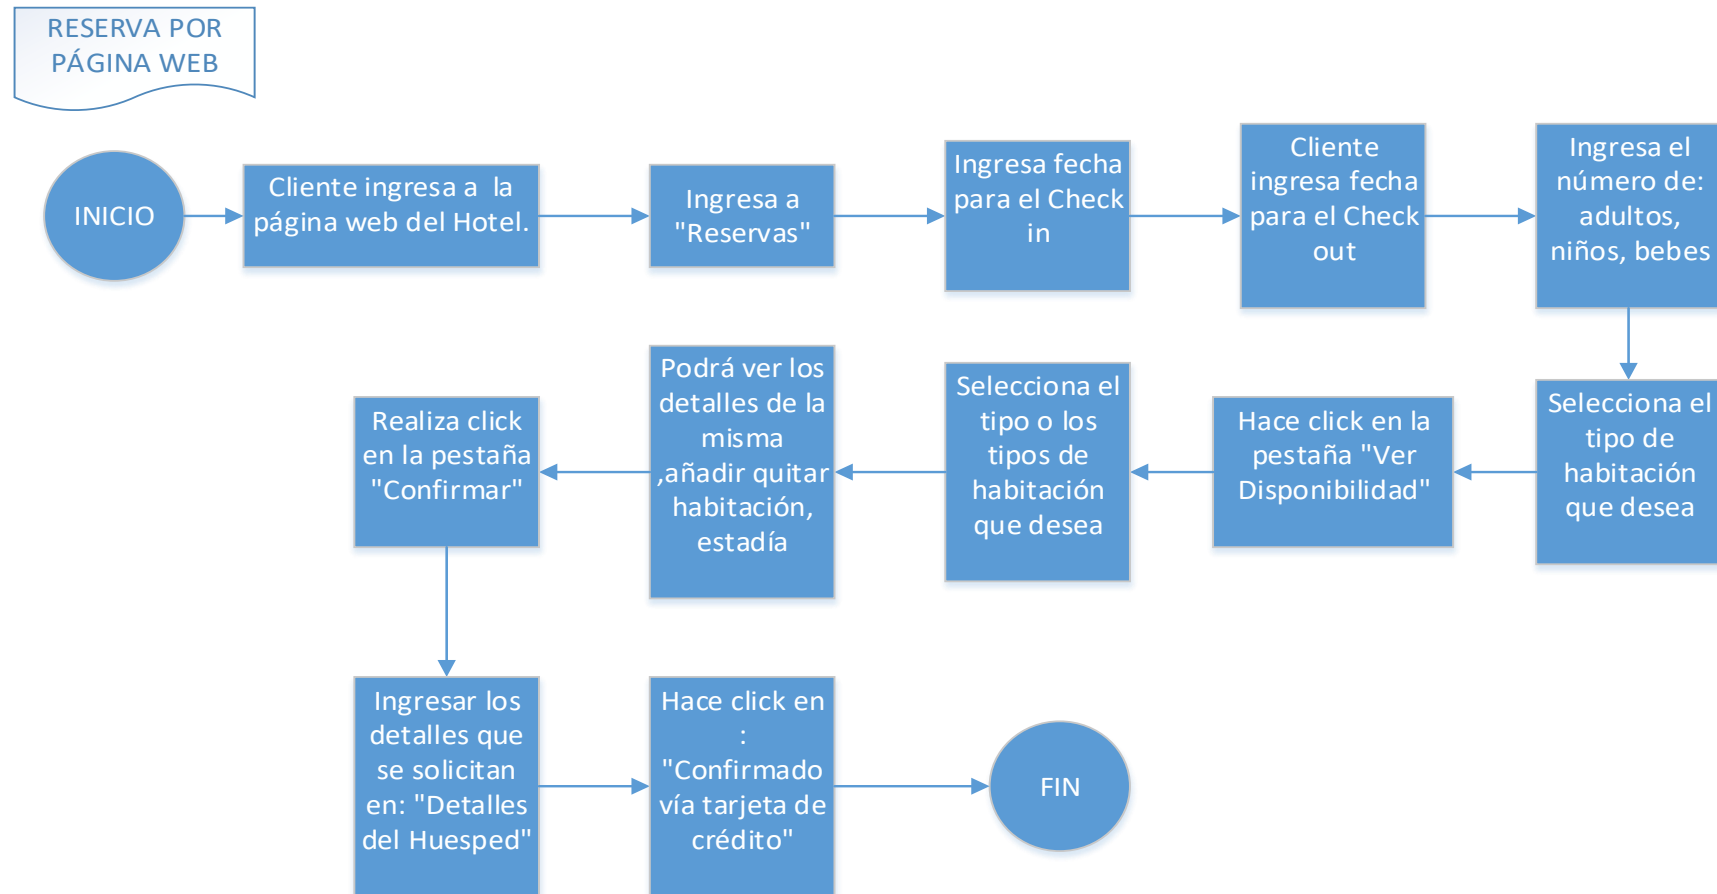 RESERVA POR
PÁGINA WEB
INICIO
Cliente ingresa a la
página web del Hotel.
Ingresa a
"Reservas"
Ingresa fecha
para el Check
in
Cliente
ingresa fecha
para el Check
out
Ingresa el
número de:
adultos,
niños, bebes
Selecciona el
tipo de
habitación
que desea
Hace click en la
pestaña "Ver
Disponibilidad"
Selecciona el
tipo o los
tipos de
habitación
que desea
Podrá ver los
detalles de la
misma
,añadir quitar
habitación,
estadía
Realiza click
en la pestaña
"Confirmar"
Ingresar los
detalles que
se solicitan
en: "Detalles
del Huesped"
Hace click en
:
"Confirmado
vía tarjeta de
crédito"
FIN